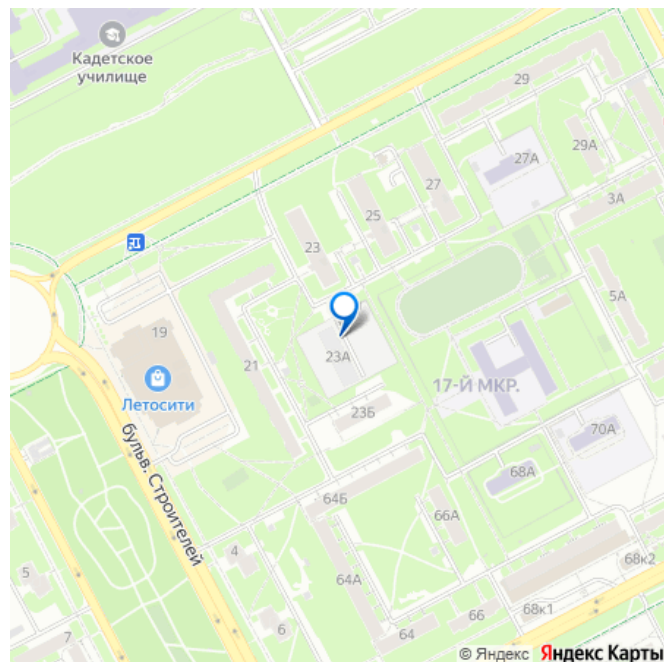 Кадетское
училище
29
29А
27А
27
3А
25
23
5А
19
23А
21
17-Й МКР.
Летосити
23Б
70А
68А
бульв. Строителей
64Б
66А
4
68к2
5
64А
68к1
66
6
7
64
© Яндекс Яндекс Карты